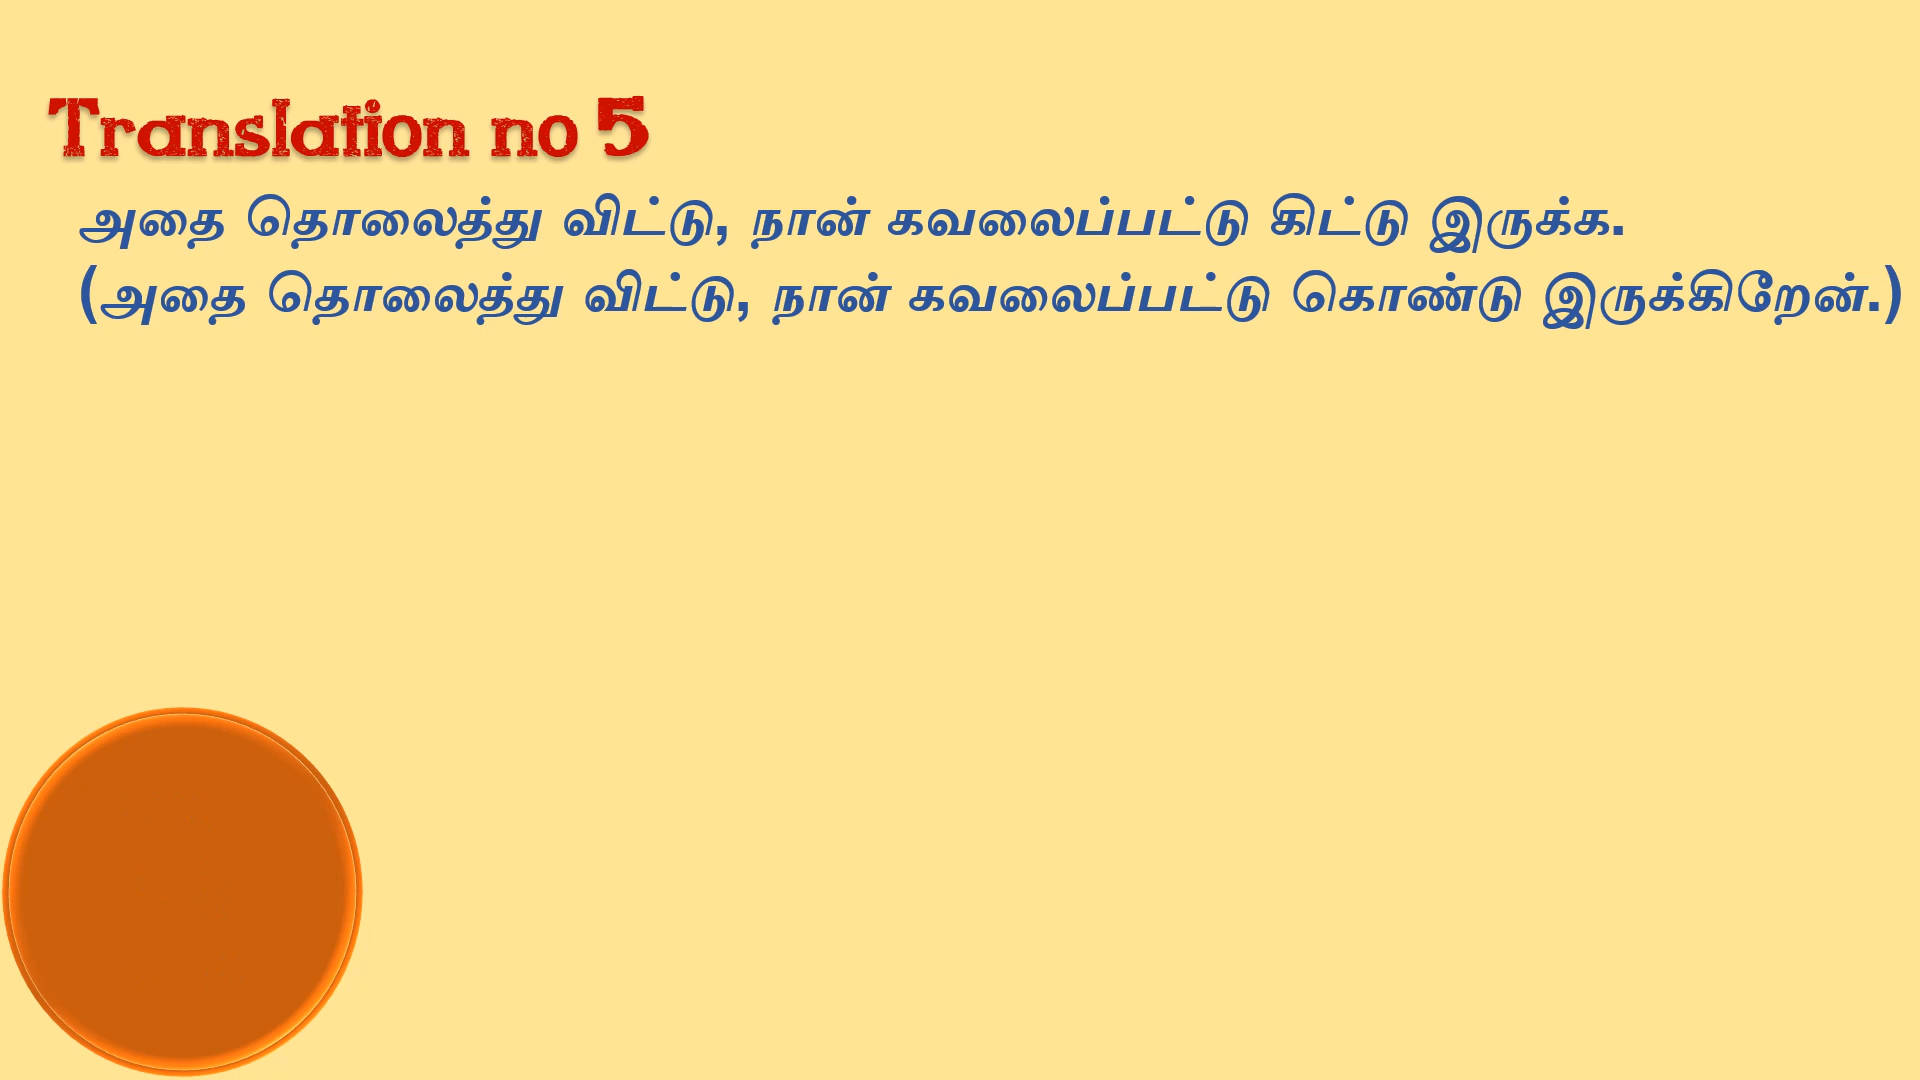 Translation no 5
அதை தொலைத்து விட்டு, நான் கவலைப்பட்டு கிட்டு இருக்க.
(அதை தொலைத்து விட்டு, நான் கவலைப்பட்டு கொண்டு இருக்கிறேன்.)